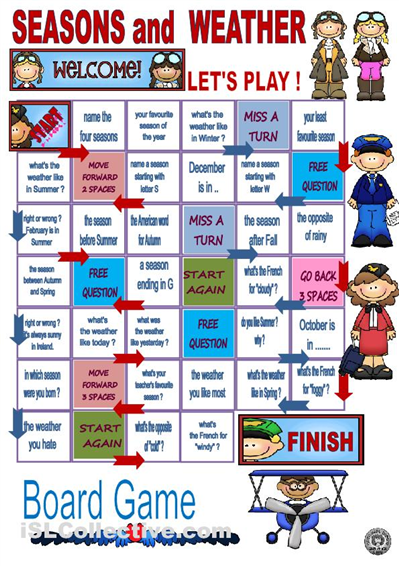 SEASONS and WEATHER
WELCOME!
LET'S PLAY !
START
name the
four seasons
your favourite
season of
the year
what's the
weather like
in Winter ?
MISS A
TURN
your least
favourite season
what's the
weather like
in Summer ?
MOVE
FORWARD
2 SPACES
name a season
starting with
letter S
December
is in ..
name a season
starting with
letter W
FREE
QUESTION
right or wrong ?
February is in
Summer
the season
before Summer
the American word
for Autumn
MISS A
TURN
the season
after Fall
the opposite
of rainy
the season
between Autumn
and Spring
FREE
QUESTION
a season
ending in G
START
AGAIN
what's the French
for "cloudy" ?
GO BACK
3 SPACES
right or wrong ?
It's always sunny
in Ireland.
what's the
weather
like today ?
what was the
weather
like yesterday ?
FREE
QUESTION
do you like Summer ?
why ?
October is
in .......
in which season
were you born ?
MOVE
FORWARD
3 SPACES
what's your
teacher's favourite
season ?
the weather
you like most
what's the weather
like in Spring ?
what's the French
for "foggy" ?
the weather
you hate
START
AGAIN
what's the opposite
of "cold" ?
what's
the French for
"windy" ?
FINISH
Board Game
iSLCollective.com